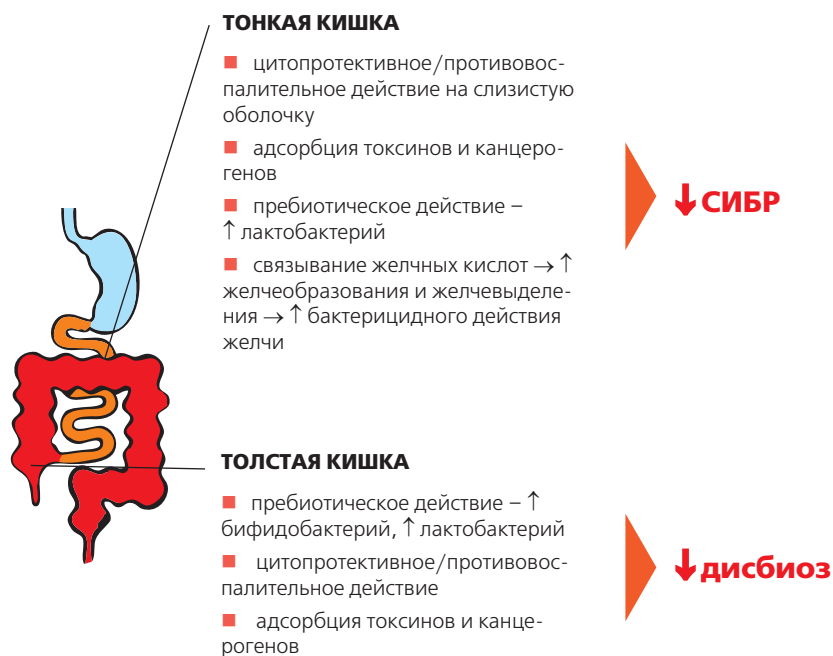 ТОНКАЯ КИШКА
■ цитопротективное/противовос-
палительное действие на слизистую
оболочку
■ адсорбция токсинов и канцеро-
генов
■ пребиотическое действие –
↑ лактобактерий
■ связывание желчных кислот → ↑
желчеобразования и желчевыделе-
ния → ↑ бактерицидного действия
желчи
↓ СИБР
ТОЛСТАЯ КИШКА
■ пребиотическое действие – ↑
бифидобактерий, ↑ лактобактерий
■ цитопротективное/противовос-
палительное действие
■ адсорбция токсинов и канце-
рогенов
↓ дисбиоз